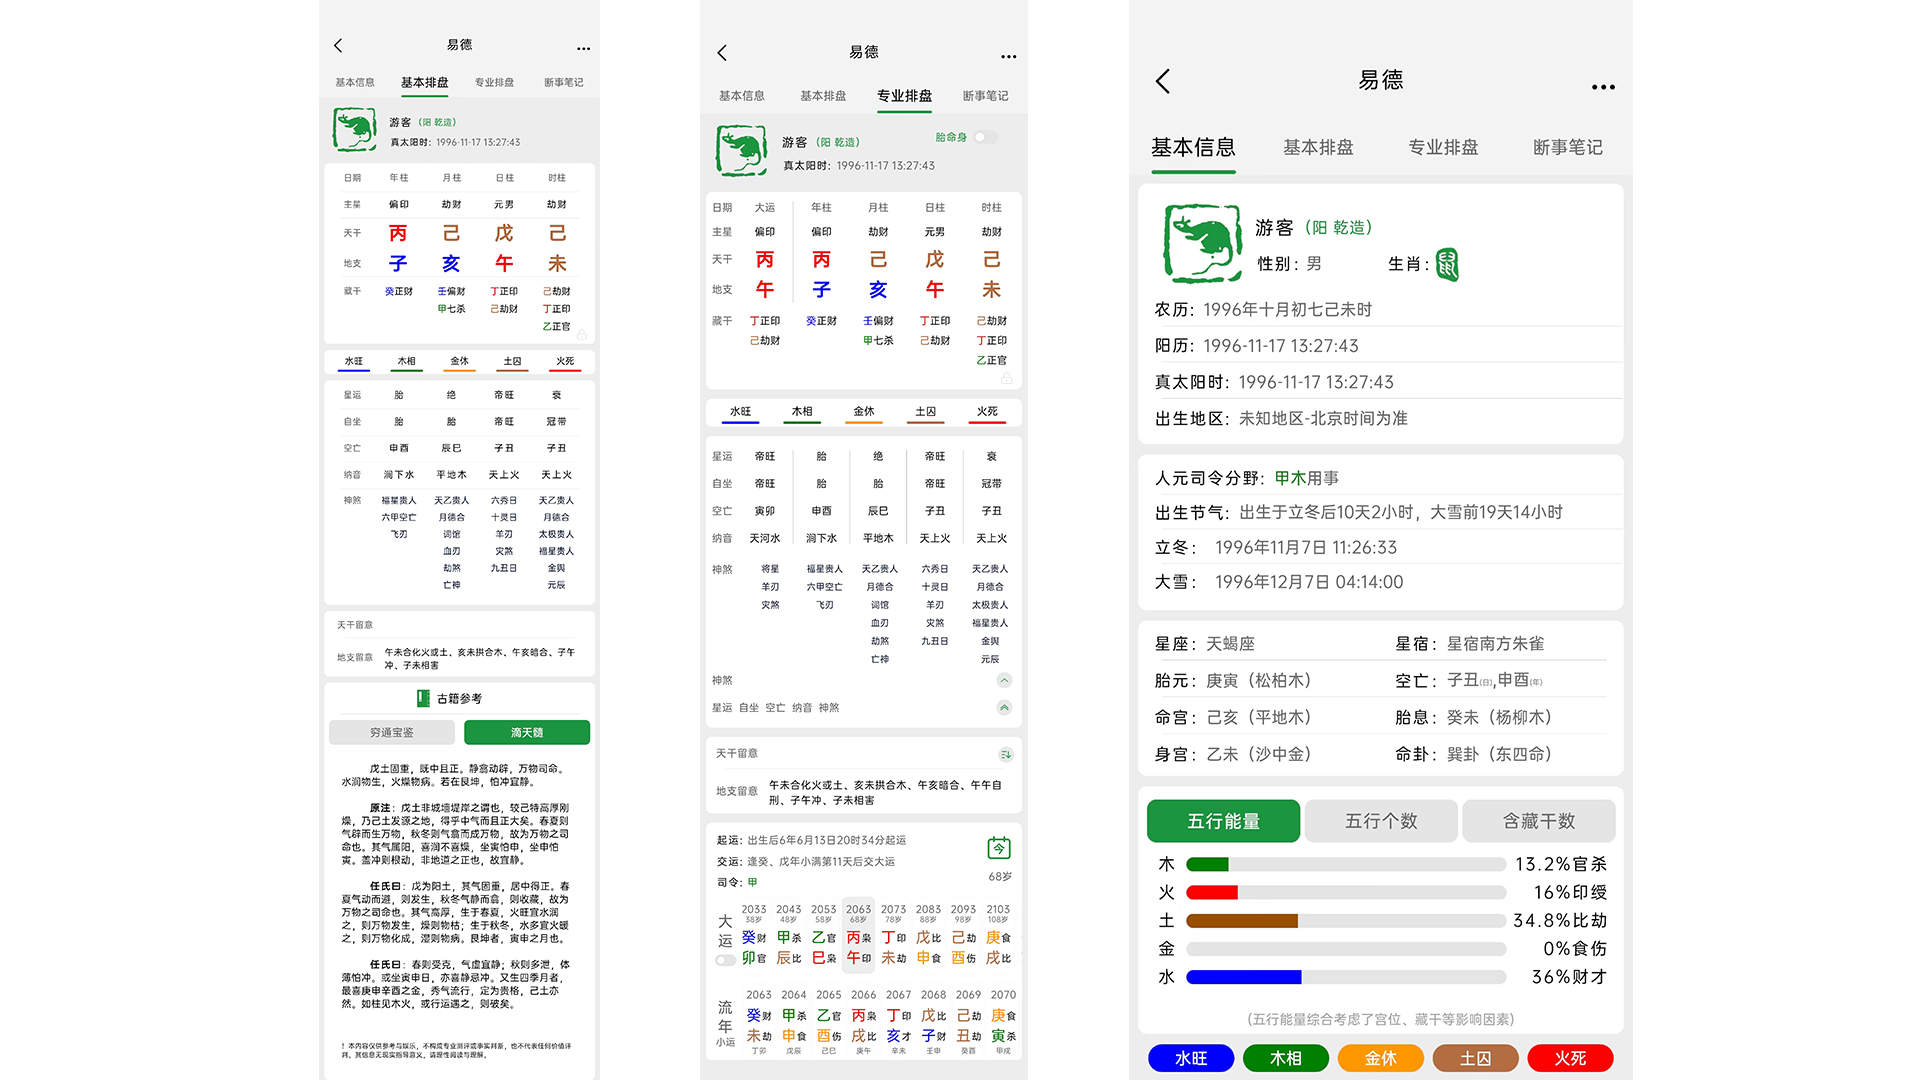 易德
基本信息 基本排盘 专业排盘 断事笔记
游客（阳 乾造）
真太阳时：1996-11-17 13:27:43
日期 年柱 月柱 日柱 时柱
主星 偏印 劫财 元男 劫财
天干 丙 己 戊 己
地支 子 亥 午 未
藏干 癸正财 壬偏财 丁正印 己劫财
甲七杀 己劫财 丁正印
乙正官
水旺 木相 金休 土囚 火死
星运 胎 绝 帝旺 衰
自坐 胎 胎 帝旺 冠带
空亡 申酉 辰巳 子丑 子丑
纳音 涧下水 平地木 天上火 天上火
神煞 福星贵人 天乙贵人 六秀日 天乙贵人
六甲空亡 月德合 十灵日 月德合
飞刃 词馆 羊刃 太极贵人
血刃 灾煞 福星贵人
劫煞 九丑日 金舆
亡神 元辰
天干留意
地支留意 午未合化火或土、亥未拱合木、午亥暗合、子午
冲、子未相害
古籍参考
穷通宝鉴 滴天髓
戊土固重，既中且正。静翕动辟，万物司命。
水润物生，火燥物病。若在艮坤，怕冲宜静。
原注：戊土非城墙堤岸之谓也，较己特高厚刚
燥，乃己土发源之地，得乎中气而且正大矣。春夏则
气辟而生万物，秋冬则气翕而成万物，故为万物之司
命也。其气属阳，喜润不喜燥，坐寅怕申，坐申怕
寅。盖冲则根动，非地道之正也，故宜静。
任氏曰：戊为阳土，其气固重，居中得正。春
夏气动而辟，则发生，秋冬气静而翕，则收藏，故为
万物之司命也。其气高厚，生于春夏，火旺宜水润
之，则万物发生，燥则物枯；生于秋冬，水多宜火暖
之，则万物化成，湿则物病。艮坤者，寅申之月也。
任氏曰：春则受克，气虚宜静；秋则多泄，体
薄怕冲。或坐寅申日，亦喜静忌冲。又生四季月者，
最喜庚申辛酉之金，秀气流行，定为贵格，己土亦
然。如柱见木火，或行运遇之，则破矣。
！本内容仅供参考与娱乐，不构成专业测评或事实判断，也不代表任何价值评
判。其信息无现实指导意义，请理性阅读与理解。
易德
基本信息 基本排盘 专业排盘 断事笔记
游客（阳 乾造） 胎命身
真太阳时：1996-11-17 13:27:43
日期 大运 年柱 月柱 日柱 时柱
主星 偏印 偏印 劫财 元男 劫财
天干 丙 丙 己 戊 己
地支 午 子 亥 午 未
藏干 丁正印 癸正财 壬偏财 丁正印 己劫财
己劫财 甲七杀 己劫财 丁正印
乙正官
水旺 木相 金休 土囚 火死
星运 帝旺 胎 绝 帝旺 衰
自坐 帝旺 胎 胎 帝旺 冠带
空亡 寅卯 申酉 辰巳 子丑 子丑
纳音 天河水 涧下水 平地木 天上火 天上火
神煞 将星 福星贵人 天乙贵人 六秀日 天乙贵人
羊刃 六甲空亡 月德合 十灵日 月德合
灾煞 飞刃 词馆 羊刃 太极贵人
血刃 灾煞 福星贵人
劫煞 九丑日 金舆
亡神 元辰
神煞
星运 自坐 空亡 纳音 神煞
天干留意
地支留意 午未合化火或土、亥未拱合木、午亥暗合、午午自
刑、子午冲、子未相害
起运：出生后6年6月13日20时34分起运
交运：逢癸、戊年小满第11天后交大运
司令：甲
今
68岁
大运
2033 2043 2053 2063 2073 2083 2093 2103
38岁 48岁 58岁 68岁 78岁 88岁 98岁 108岁
癸财 甲杀 乙官 丙枭 丁印 戊比 己劫 庚食
卯官 辰比 巳枭 午印 未劫 申食 酉伤 戌比
流年
小运
2063 2064 2065 2066 2067 2068 2069 2070
癸财 甲杀 乙官 丙枭 丁印 戊比 己劫 庚食
未劫 申食 酉伤 戌比 亥才 子财 丑劫 寅杀
丁卯 戊辰 己巳 庚午 辛未 壬申 癸酉 甲戌
易德
基本信息 基本排盘 专业排盘 断事笔记
游客（阳 乾造）
性别：男 生肖：鼠
农历：1996年十月初七己未时
阳历：1996-11-17 13:27:43
真太阳时：1996-11-17 13:27:43
出生地区：未知地区-北京时间为准
人元司令分野：甲木用事
出生节气：出生于立冬后10天2小时，大雪前19天14小时
立冬：1996年11月7日 11:26:33
大雪：1996年12月7日 04:14:00
星座：天蝎座 星宿：星宿南方朱雀
胎元：庚寅（松柏木） 空亡：子丑(日),申酉(年)
命宫：己亥（平地木） 胎息：癸未（杨柳木）
身宫：乙未（沙中金） 命卦：巽卦（东四命）
五行能量 五行个数 含藏干数
木 13.2%官杀
火 16%印绶
土 34.8%比劫
金 0%食伤
水 36%财才
(五行能量综合考虑了宫位、藏干等影响因素)
水旺 木相 金休 土囚 火死